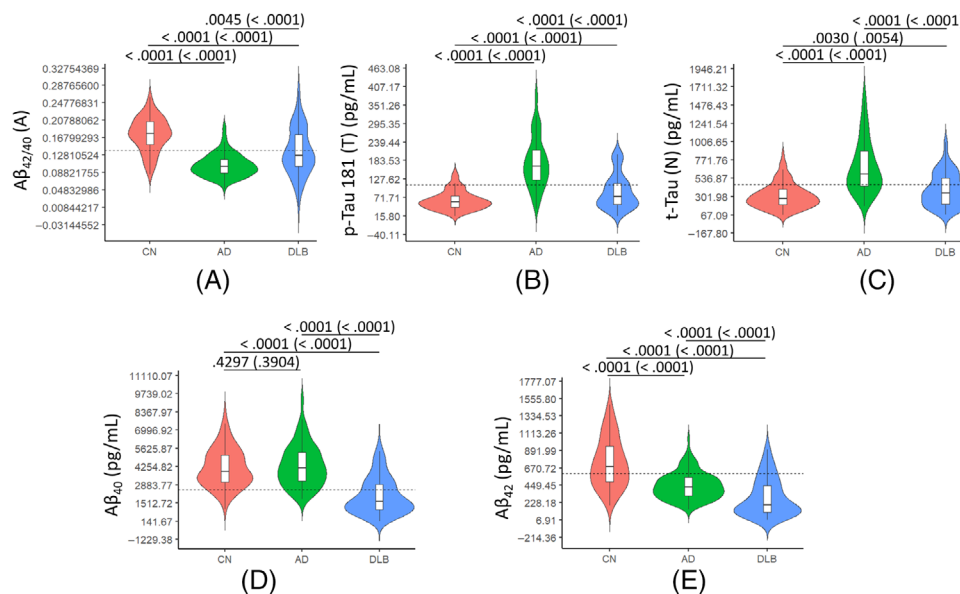 .0045 (< .0001)
< .0001 (< .0001)
< .0001 (< .0001)
0.32754369
0.28765600
0.24776831
0.20788062
0.16799293
0.12810524
0.08821755
0.04832986
0.00844217
−0.03144552
Aβ42/40 (A)
CN AD DLB
(A)
< .0001 (< .0001)
< .0001 (< .0001)
< .0001 (< .0001)
463.08
407.17
351.26
295.35
239.44
183.53
127.62
71.71
15.80
−40.11
p-Tau 181 (T) (pg/mL)
CN AD DLB
(B)
< .0001 (< .0001
.0030 (.0054)
< .0001 (< .0001)
1946.21
1711.32
1476.43
1241.54
1006.65
771.76
536.87
301.98
67.09
−167.80
t-Tau (N) (pg/mL)
CN AD DLB
(C)
< .0001 (< .0001)
< .0001 (< .0001)
.4297 (.3904)
11110.07
9739.02
8367.97
6996.92
5625.87
4254.82
2883.77
1512.72
141.67
−1229.38
Aβ40 (pg/mL)
CN AD DLB
(D)
< .0001 (< .0001)
< .0001 (< .0001)
< .0001 (< .0001)
1777.07
1555.80
1334.53
1113.26
891.99
670.72
449.45
228.18
6.91
−214.36
Aβ42 (pg/mL)
CN AD DLB
(E)